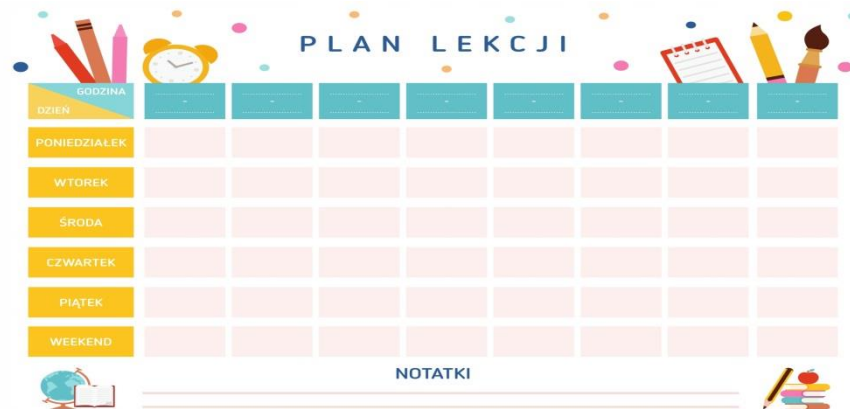 PLAN LEKCJI
GODZINA
DZIEŃ
PONIEDZIAŁEK
WTOREK
ŚRODA
CZWARTEK
PIĄTEK
WEEKEND
NOTATKI